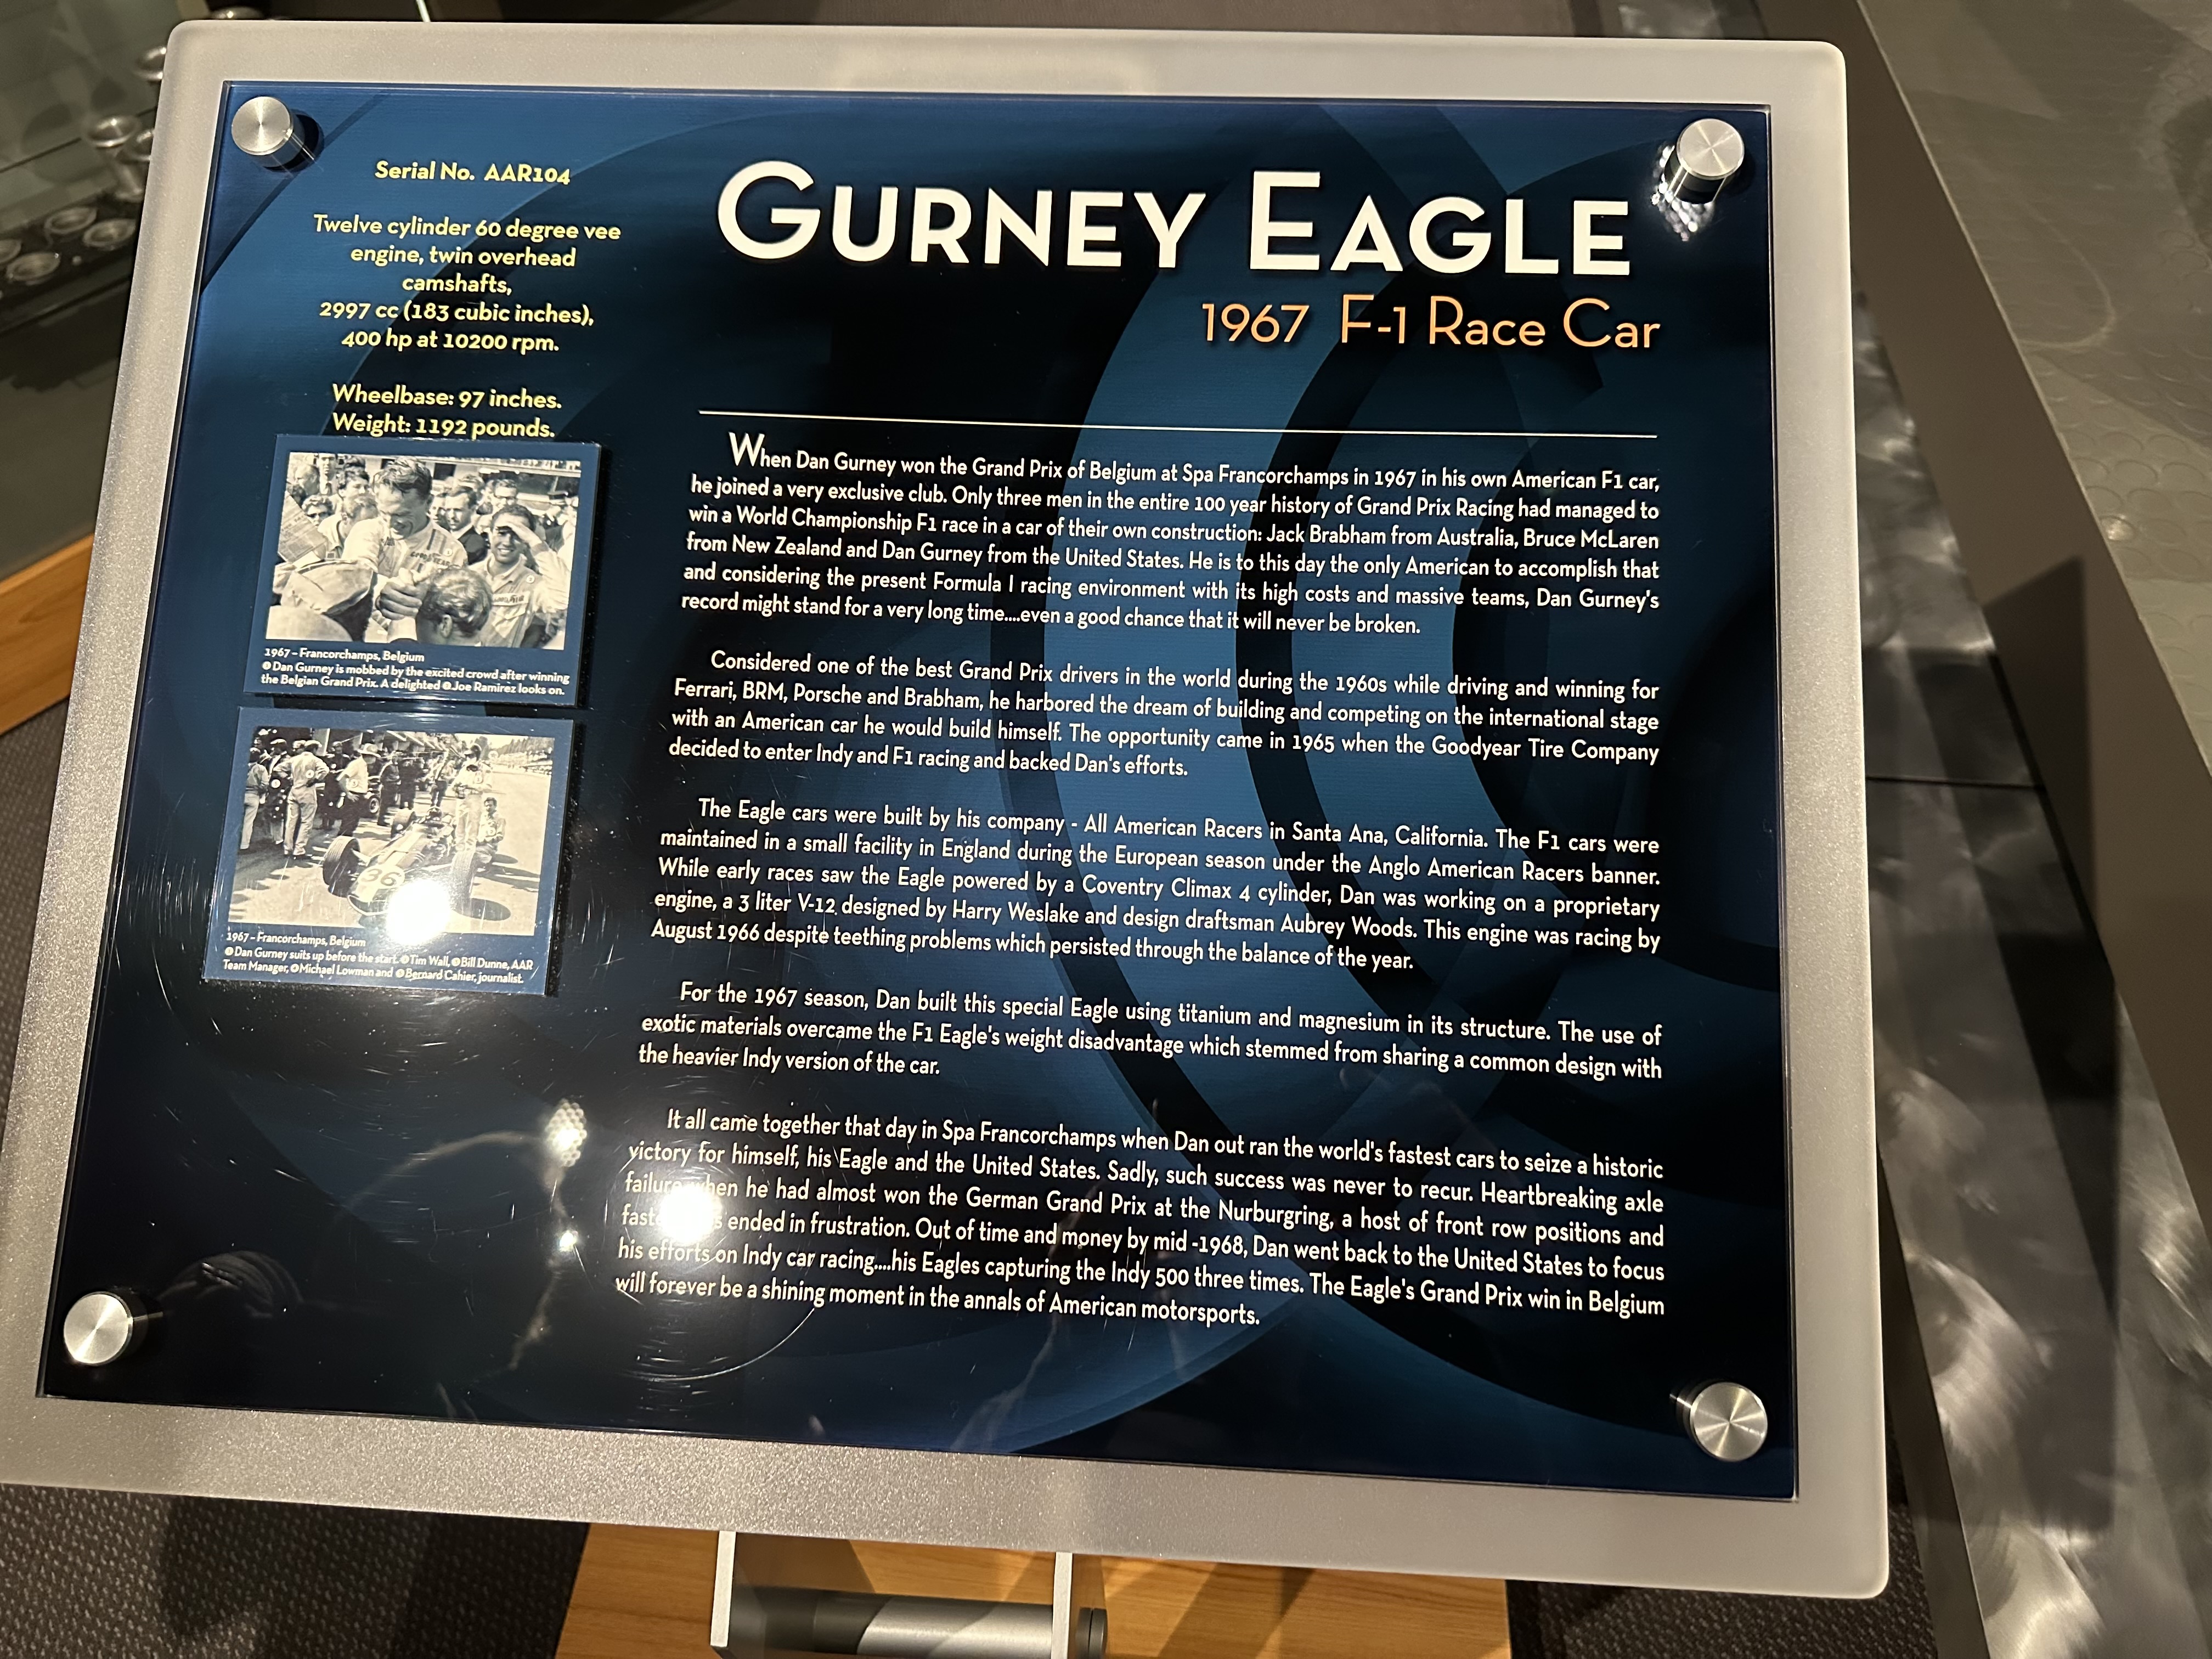 Serial No. AAR104
Twelve cylinder 60 degree vee
engine, twin overhead
camshafts,
2997 cc (183 cubic inches),
400 hp at 10200 rpm.
Wheelbase: 97 inches.
Weight: 1192 pounds.
1967 – Francorchamps, Belgium
Dan Gurney is mobbed by the excited crowd after winning
the Belgian Grand Prix. A delighted Joe Ramirez looks on.
36
1967 – Francorchamps, Belgium
Dan Gurney suits up before the start. Tim Wall, Bill Dunne, AAR
Team Manager, Michael Lowman and Bernard Cahier, journalist.
GURNEY EAGLE
1967 F-1 Race Car
When Dan Gurney won the Grand Prix of Belgium at Spa Francorchamps in 1967 in his own American F1 car,
he joined a very exclusive club. Only three men in the entire 100 year history of Grand Prix Racing had managed to
win a World Championship F1 race in a car of their own construction: Jack Brabham from Australia, Bruce McLaren
from New Zealand and Dan Gurney from the United States. He is to this day the only American to accomplish that
and considering the present Formula I racing environment with its high costs and massive teams, Dan Gurney's
record might stand for a very long time....even a good chance that it will never be broken.
Considered one of the best Grand Prix drivers in the world during the 1960s while driving and winning for
Ferrari, BRM, Porsche and Brabham, he harbored the dream of building and competing on the international stage
with an American car he would build himself. The opportunity came in 1965 when the Goodyear Tire Company
decided to enter Indy and F1 racing and backed Dan's efforts.
The Eagle cars were built by his company - All American Racers in Santa Ana, California. The F1 cars were
maintained in a small facility in England during the European season under the Anglo American Racers banner.
While early races saw the Eagle powered by a Coventry Climax 4 cylinder, Dan was working on a proprietary
engine, a 3 liter V-12 designed by Harry Weslake and design draftsman Aubrey Woods. This engine was racing by
August 1966 despite teething problems which persisted through the balance of the year.
For the 1967 season, Dan built this special Eagle using titanium and magnesium in its structure. The use of
exotic materials overcame the F1 Eagle's weight disadvantage which stemmed from sharing a common design with
the heavier Indy version of the car.
It all came together that day in Spa Francorchamps when Dan out ran the world's fastest cars to seize a historic
victory for himself, his Eagle and the United States. Sadly, such success was never to recur. Heartbreaking axle
failure when he had almost won the German Grand Prix at the Nurburgring, a host of front row positions and
ended in frustration. Out of time and money by mid -1968, Dan went back to the United States to focus
his efforts on Indy car racing....his Eagles capturing the Indy 500 three times. The Eagle's Grand Prix win in Belgium
will forever be a shining moment in the annals of American motorsports.